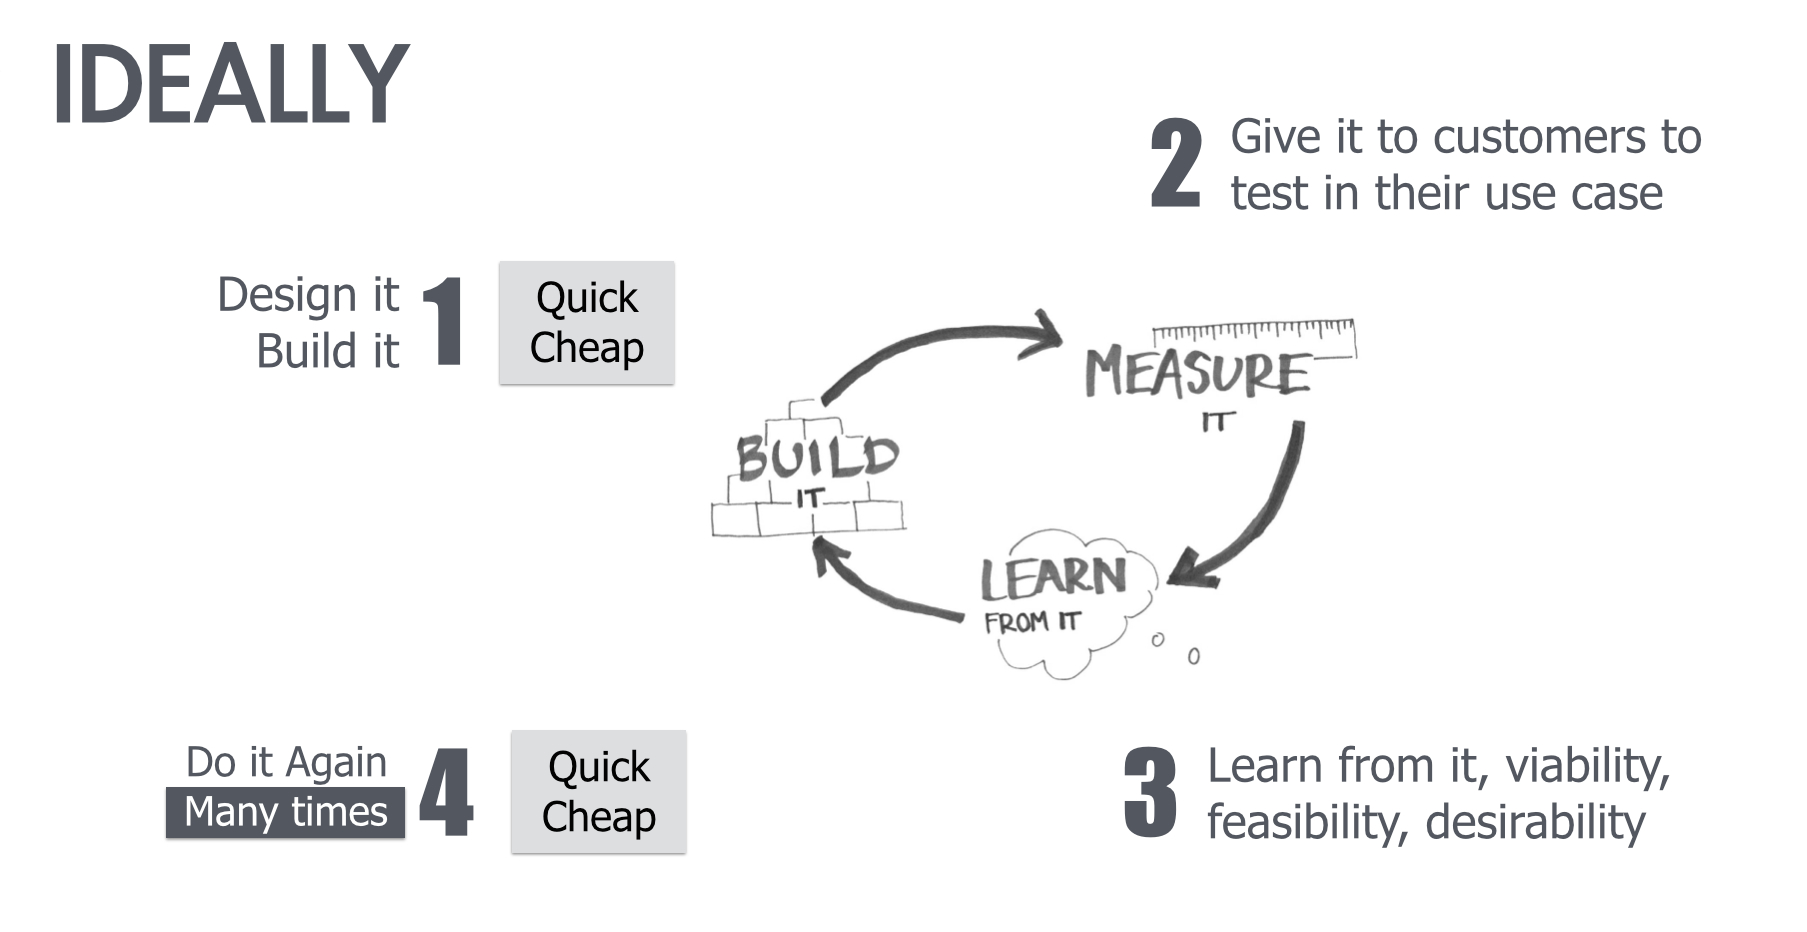 IDEALLY
Design it
Build it
1
Quick
Cheap
2
Give it to customers to
test in their use case
BUILD
IT
MEASURE
IT
LEARN
FROM IT
3
Learn from it, viability,
feasibility, desirability
Do it Again
Many times
4
Quick
Cheap